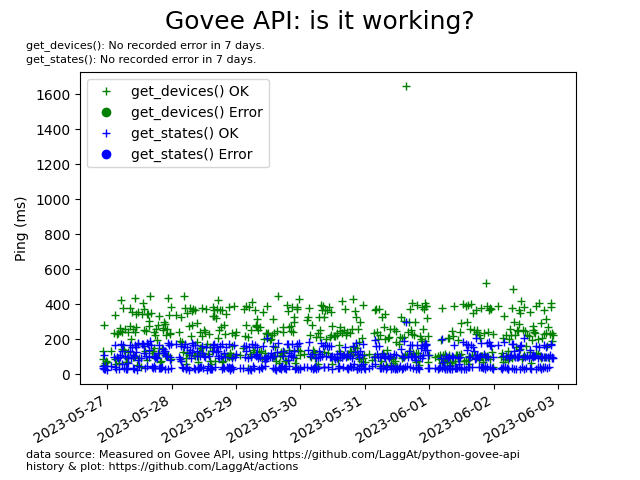 Govee API: is it working?
get_devices(): No recorded error in 7 days.
get_states(): No recorded error in 7 days.
get_devices() OK
get_devices() Error
get_states() OK
get_states() Error
Ping (ms)
1600
1400
1200
1000
800
600
400
200
0
2023-05-27
2023-05-28
2023-05-29
2023-05-30
2023-05-31
2023-06-01
2023-06-02
2023-06-03
data source: Measured on Govee API, using https://github.com/LaggAt/python-govee-api
history & plot: https://github.com/LaggAt/actions